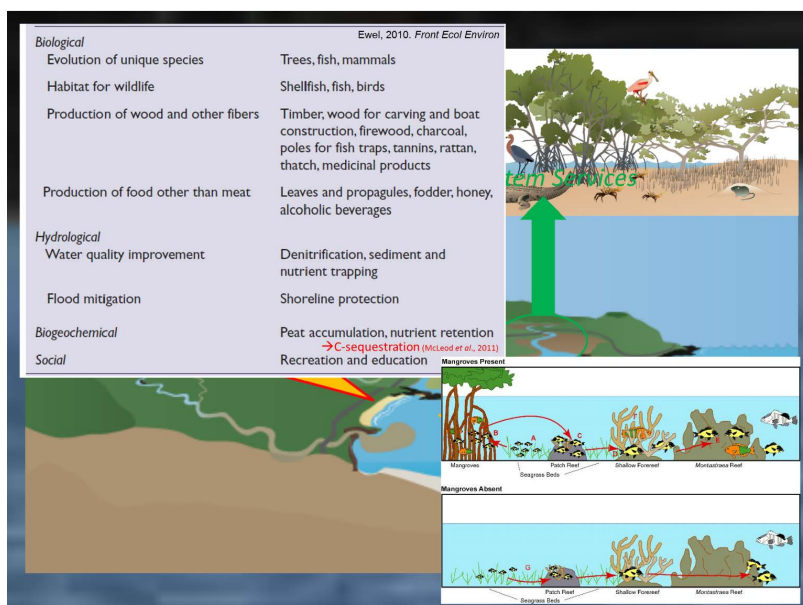 Ewel, 2010. Front Ecol Environ
Biological
Evolution of unique species Trees, fish, mammals
Habitat for wildlife Shellfish, fish, birds
Production of wood and other fibers Timber, wood for carving and boat
construction, firewood, charcoal,
poles for fish traps, tannins, rattan,
thatch, medicinal products
Production of food other than meat Leaves and propagules, fodder, honey,
alcoholic beverages
Hydrological
Water quality improvement Denitrification, sediment and
nutrient trapping
Flood mitigation Shoreline protection
Biogeochemical Peat accumulation, nutrient retention
→C-sequestration (McLeod et al., 2011)
Social Recreation and education
tem Services
Mangroves Present
B A C D E
Mangroves Patch Reef Shallow Forereef Montastraea Reef
Seagrass Beds
Mangroves Absent
G
Patch Reef Shallow Forereef Montastraea Reef
Seagrass Beds